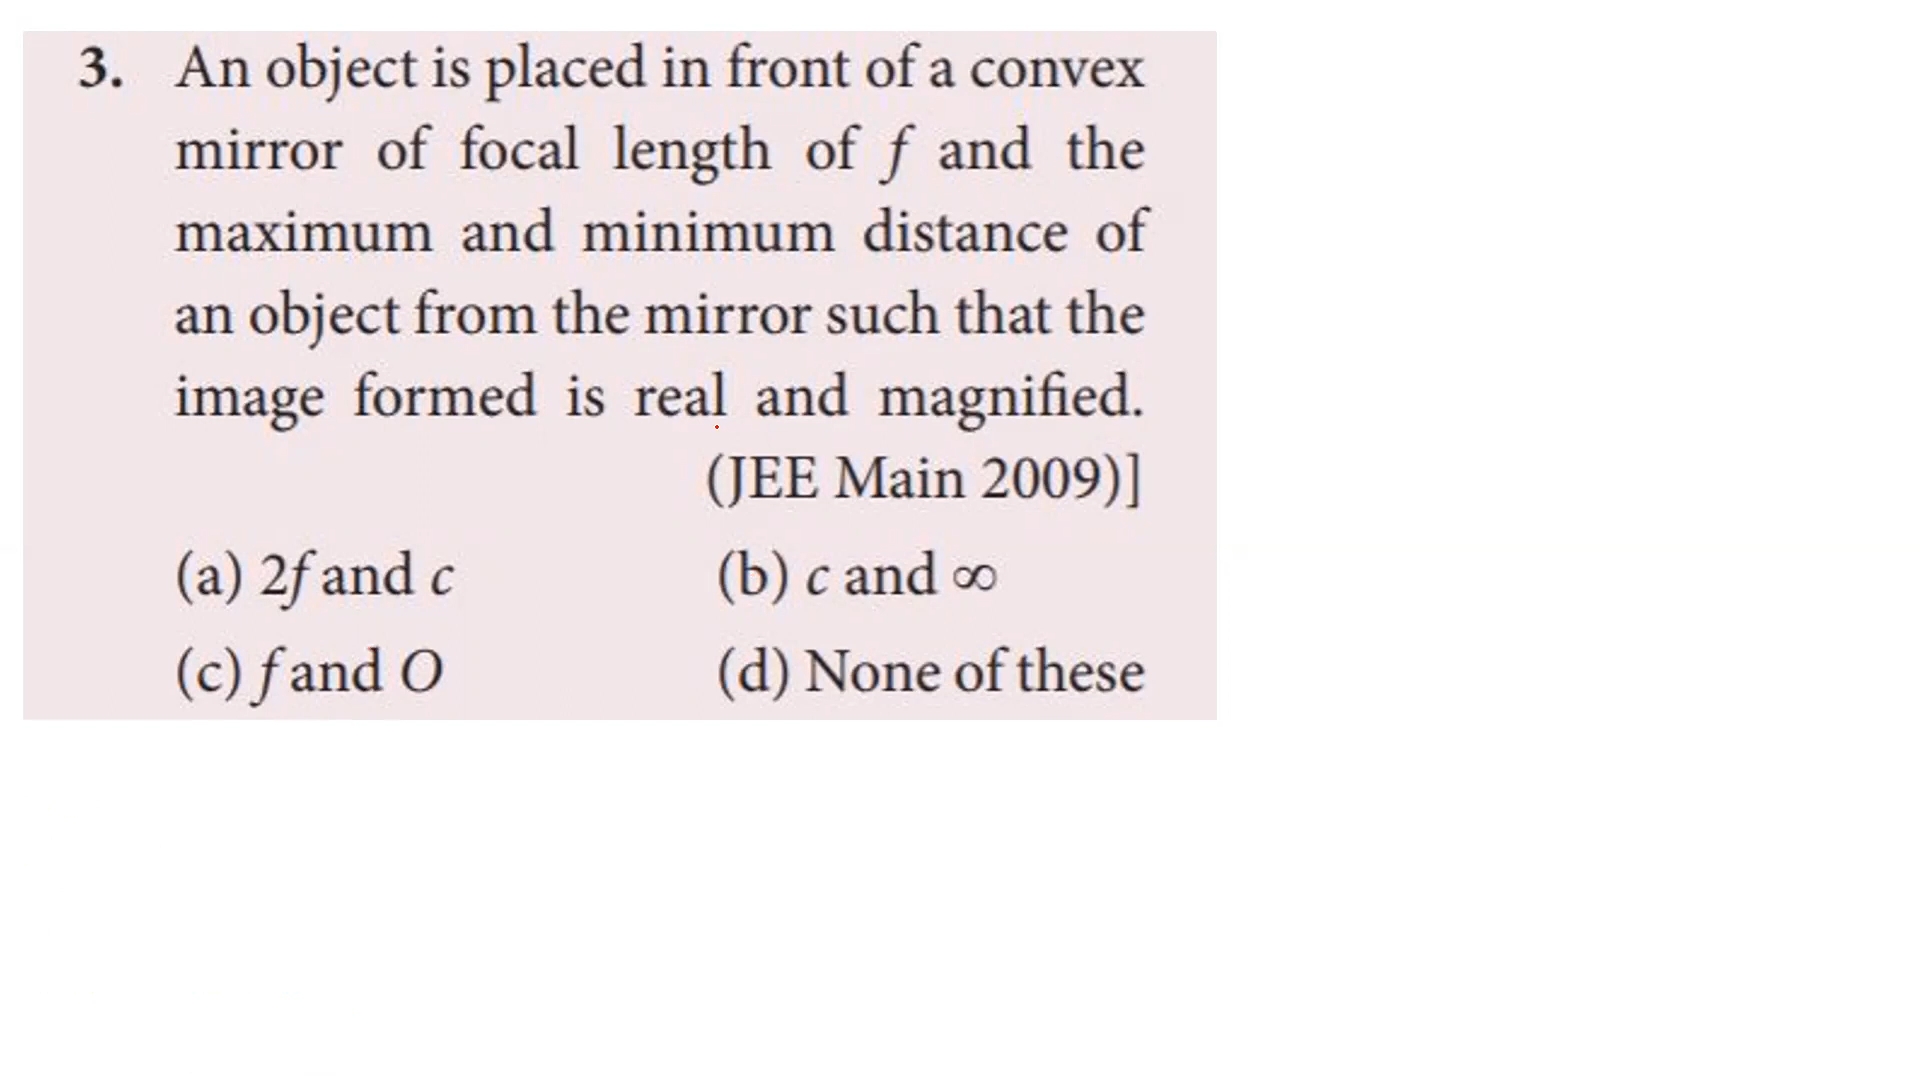 3. An object is placed in front of a convex
mirror of focal length of f and the
maximum and minimum distance of
an object from the mirror such that the
image formed is real and magnified.
(JEE Main 2009)]
(a) 2f and c (b) c and ∞
(c) f and O (d) None of these